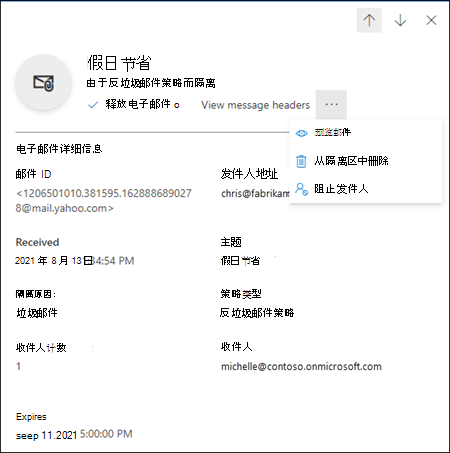 假日节省
由于反垃圾邮件策略而隔离
释放电子邮件 o View message headers ...
预览邮件
从隔离区中删除
阻止发件人
电子邮件详细信息
邮件 ID
<1206501010.381595.1628886890278@mail.yahoo.com>
发件人地址
chris@fabrikam
Received
2021 年 8 月 13日 4:54 PM
主题
假日节省
隔离原因:
垃圾邮件
策略类型
反垃圾邮件策略
收件人计数
1
收件人
michelle@contoso.onmicrosoft.com
Expires
seep 11.2021 5:00:00 PM